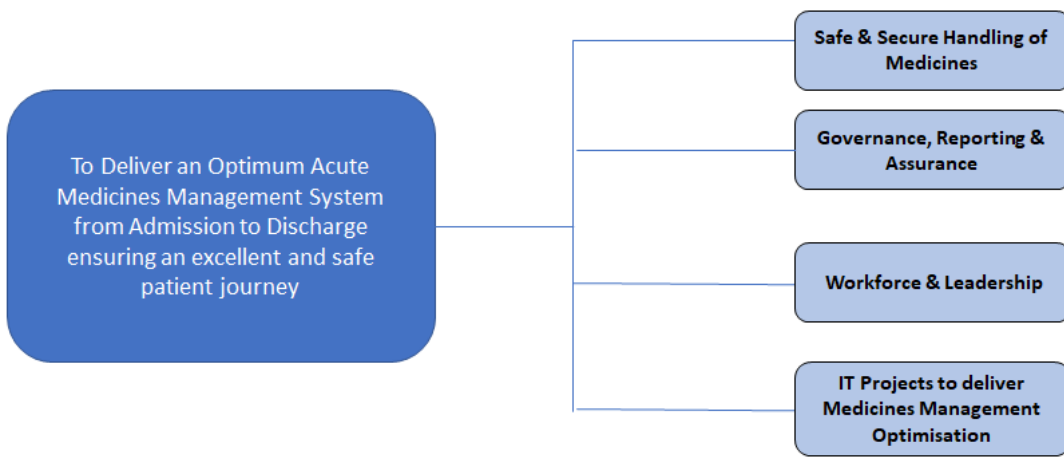 To Deliver an Optimum Acute
Medicines Management System
from Admission to Discharge
ensuring an excellent and safe
patient journey
Safe & Secure Handling of
Medicines
Governance, Reporting &
Assurance
Workforce & Leadership
IT Projects to deliver
Medicines Management
Optimisation